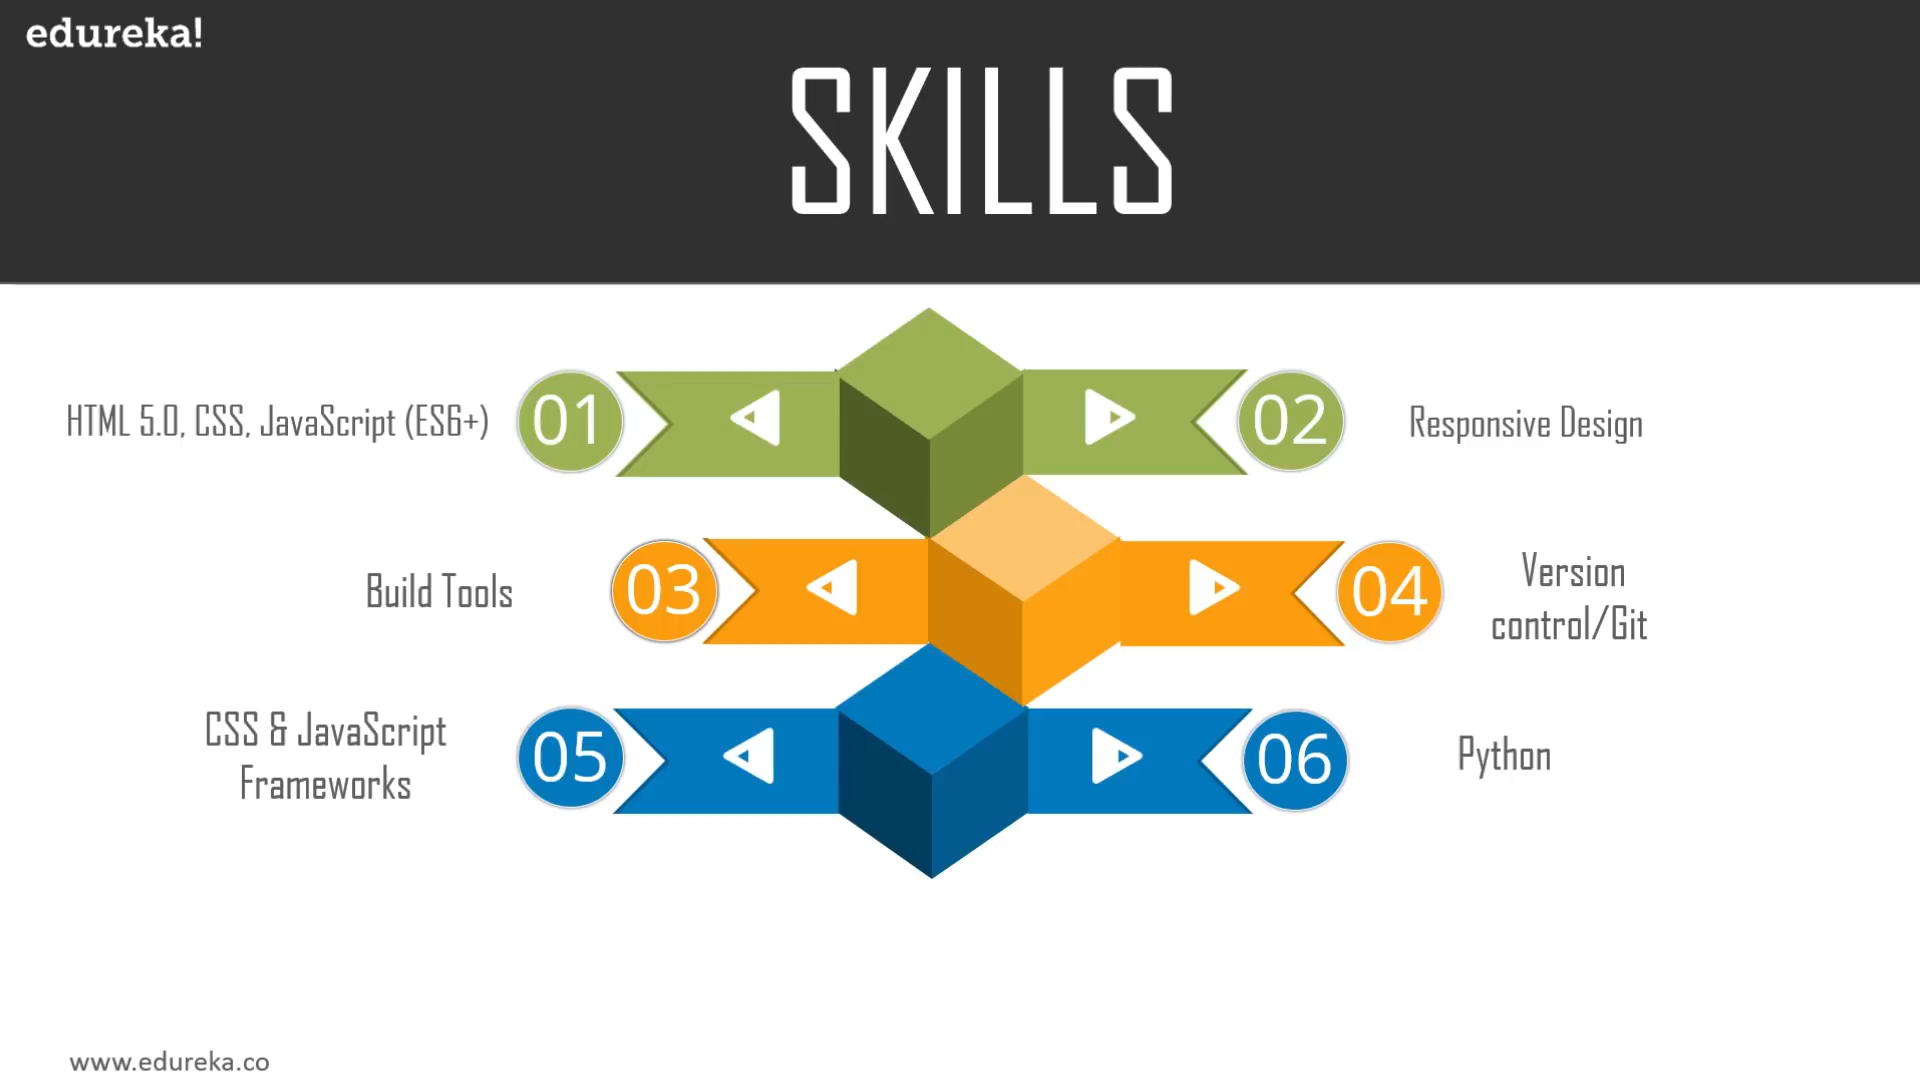 edureka!
SKILLS
HTML 5.0, CSS, JavaScript (ES6+)
01
02
Responsive Design
Build Tools
03
04
Version
control/Git
CSS & JavaScript
Frameworks
05
06
Python
www.edureka.co